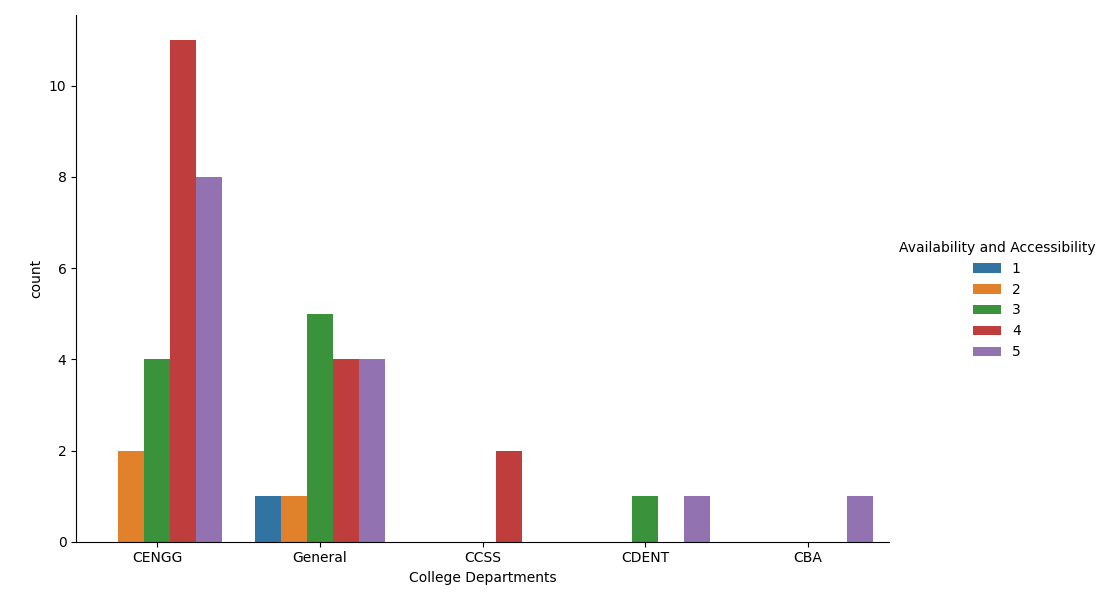 10
8
6
4
2
0
count
CENGG General CCSS CDENT CBA
College Departments
Availability and Accessibility
1
2
3
4
5